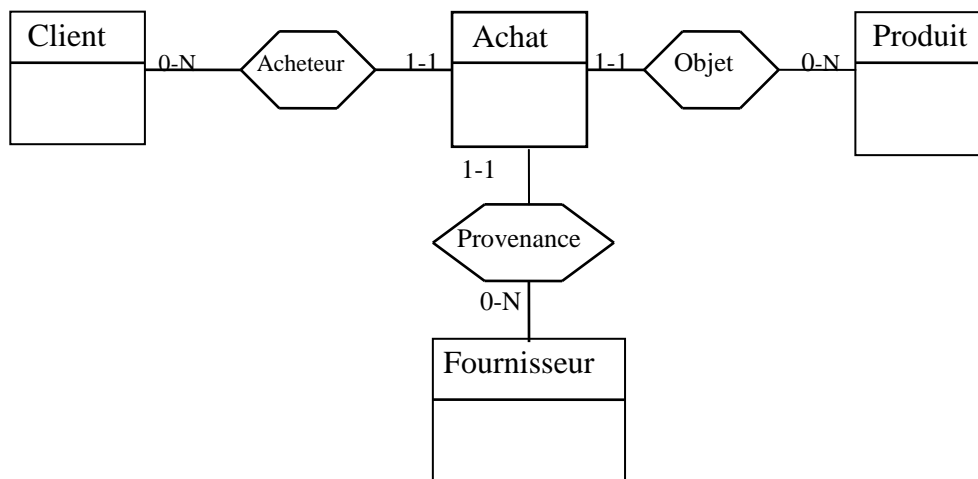 Client
0-N
Acheteur
1-1
Achat
1-1
Objet
0-N
Produit
1-1
Provenance
0-N
Fournisseur